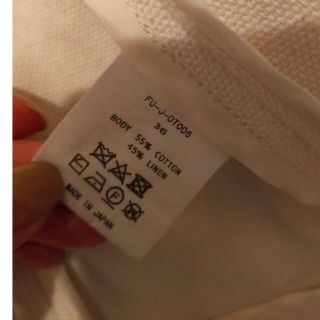 FU-J-OT006
36
BODY 55% COTTON
45% LINEN
MADE IN JAPAN